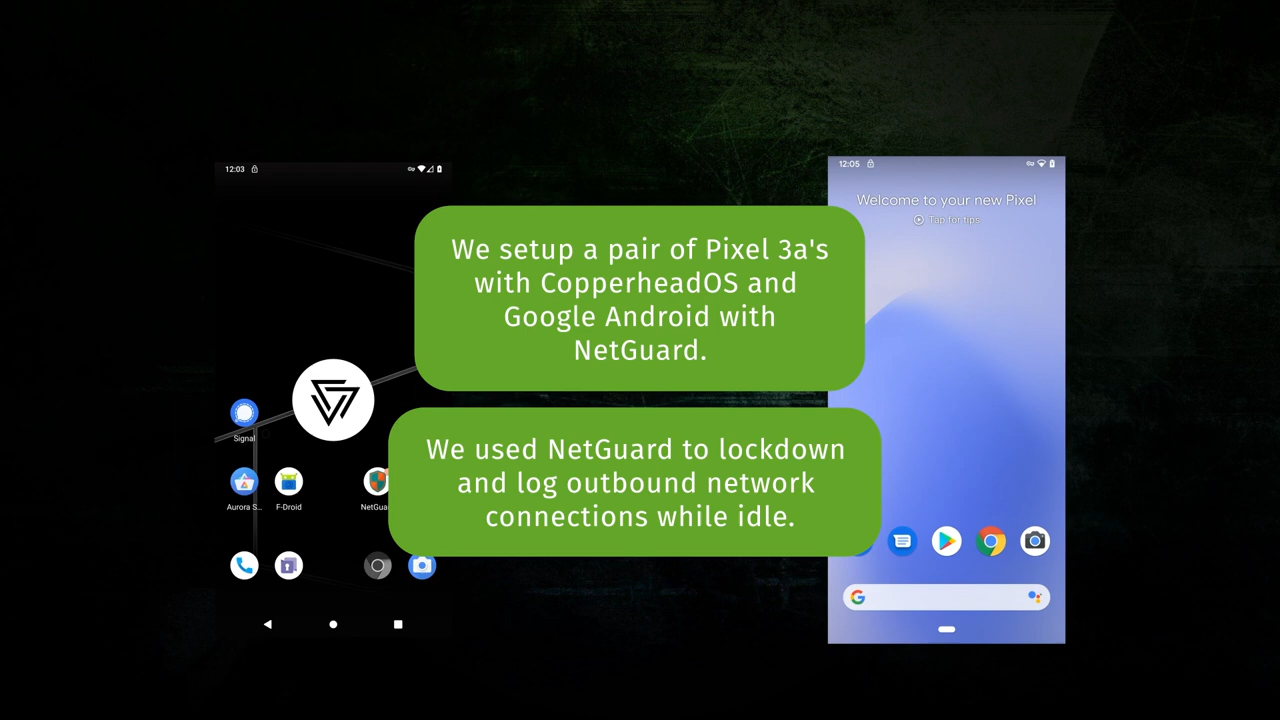 12:03
12:05
Welcome to your new Pixel
Tap for tips
We setup a pair of Pixel 3a's
with CopperheadOS and
Google Android with
NetGuard.
We used NetGuard to lockdown
and log outbound network
connections while idle.
Signal
Aurora S.. F-Droid NetGua